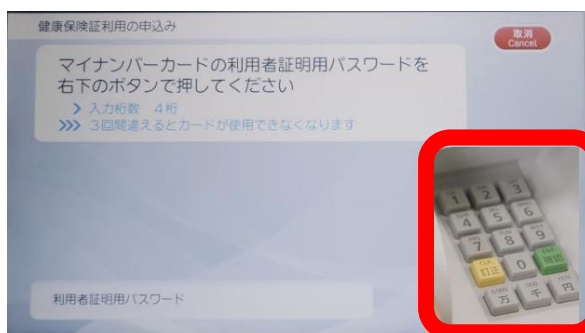 健康保険証利用の申込み
取消
Cancel
マイナンバーカードの利用者証明用パスワードを
右下のボタンで押してください
> 入力桁数 4桁
>>> 3回間違えるとカードが使用できなくなります
1 2 3
4 5 6
7 8 9
訂正 0 確認
万 千 円
利用者証明用パスワード